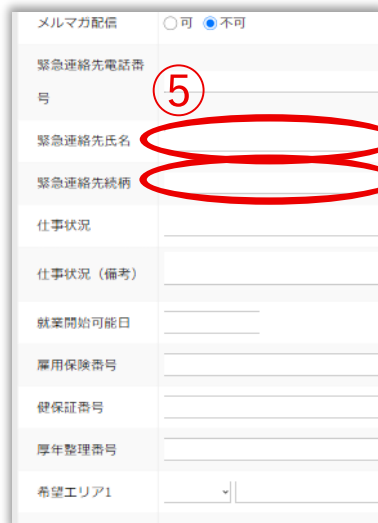 メルマガ配信 可 不可
緊急連絡先電話番
号
⑤
緊急連絡先氏名
緊急連絡先続柄
仕事状況
仕事状況（備考）
就業開始可能日
雇用保険番号
健保証番号
厚年整理番号
希望エリア1